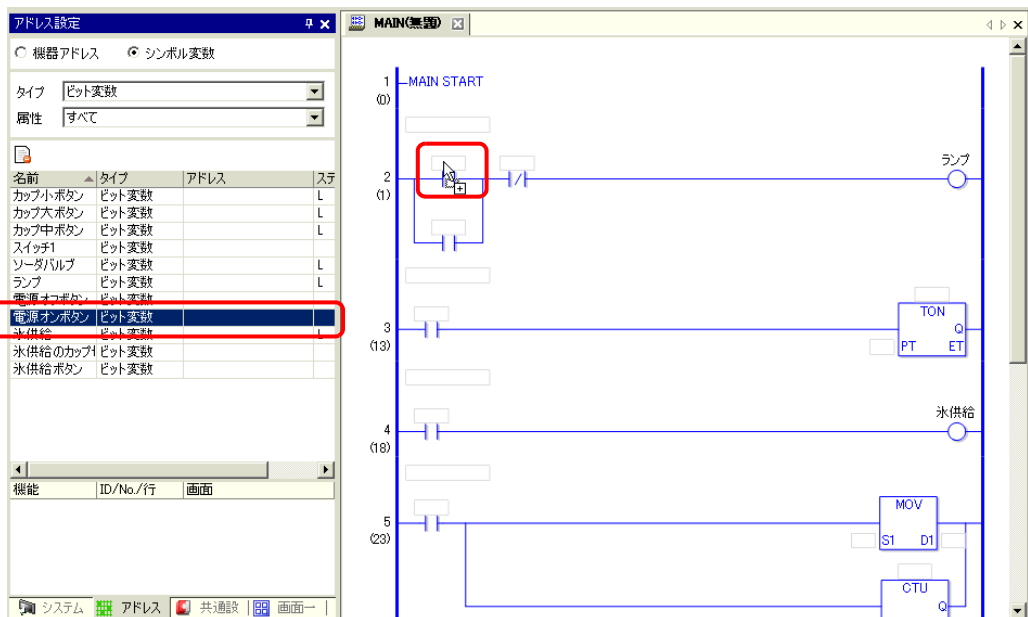 アドレス設定
機器アドレス シンボル変数
タイプ ビット変数
属性 すべて
名前 タイプ アドレス ステ
カップ小ボタン ビット変数 L
カップ大ボタン ビット変数 L
カップ中ボタン ビット変数 L
スイッチ1 ビット変数
ソーダバルブ ビット変数 L
ランプ ビット変数 L
電源オフボタン ビット変数
電源オンボタン ビット変数
氷供給 ビット変数 L
氷供給のカップ ビット変数
氷供給ボタン ビット変数
機能 ID/No./行 画面
システム アドレス 共通設 画面一
MAIN(無題)
1 MAIN START
(0)
ランプ
2
(1)
TON
3 Q
(13) PT ET
氷供給
4
(18)
MOV
5
(23) S1 D1
CTU
Q